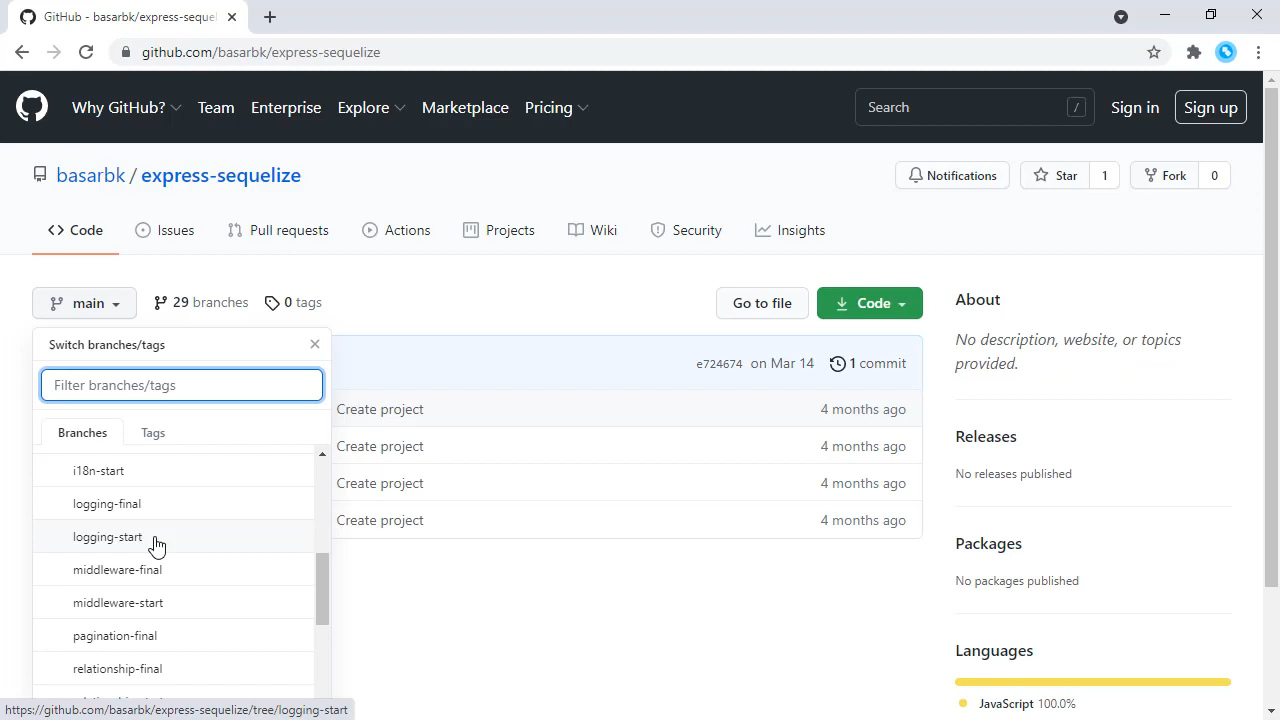 GitHub - basarbk/express-seque
github.com/basarbk/express-sequelize
Why GitHub? Team Enterprise Explore Marketplace Pricing Search / Sign in Sign up
basarbk / express-sequelize
Notifications Star 1 Fork 0
Code Issues Pull requests Actions Projects Wiki Security Insights
main 29 branches 0 tags Go to file Code
Switch branches/tags
Filter branches/tags
Branches Tags
i18n-start
logging-final
logging-start
middleware-final
middleware-start
pagination-final
relationship-final
e724674 on Mar 14 1 commit
Create project 4 months ago
Create project 4 months ago
Create project 4 months ago
Create project 4 months ago
About
No description, website, or topics
provided.
Releases
No releases published
Packages
No packages published
Languages
JavaScript 100.0%
https://github.com/basarbk/express-sequelize/tree/logging-start